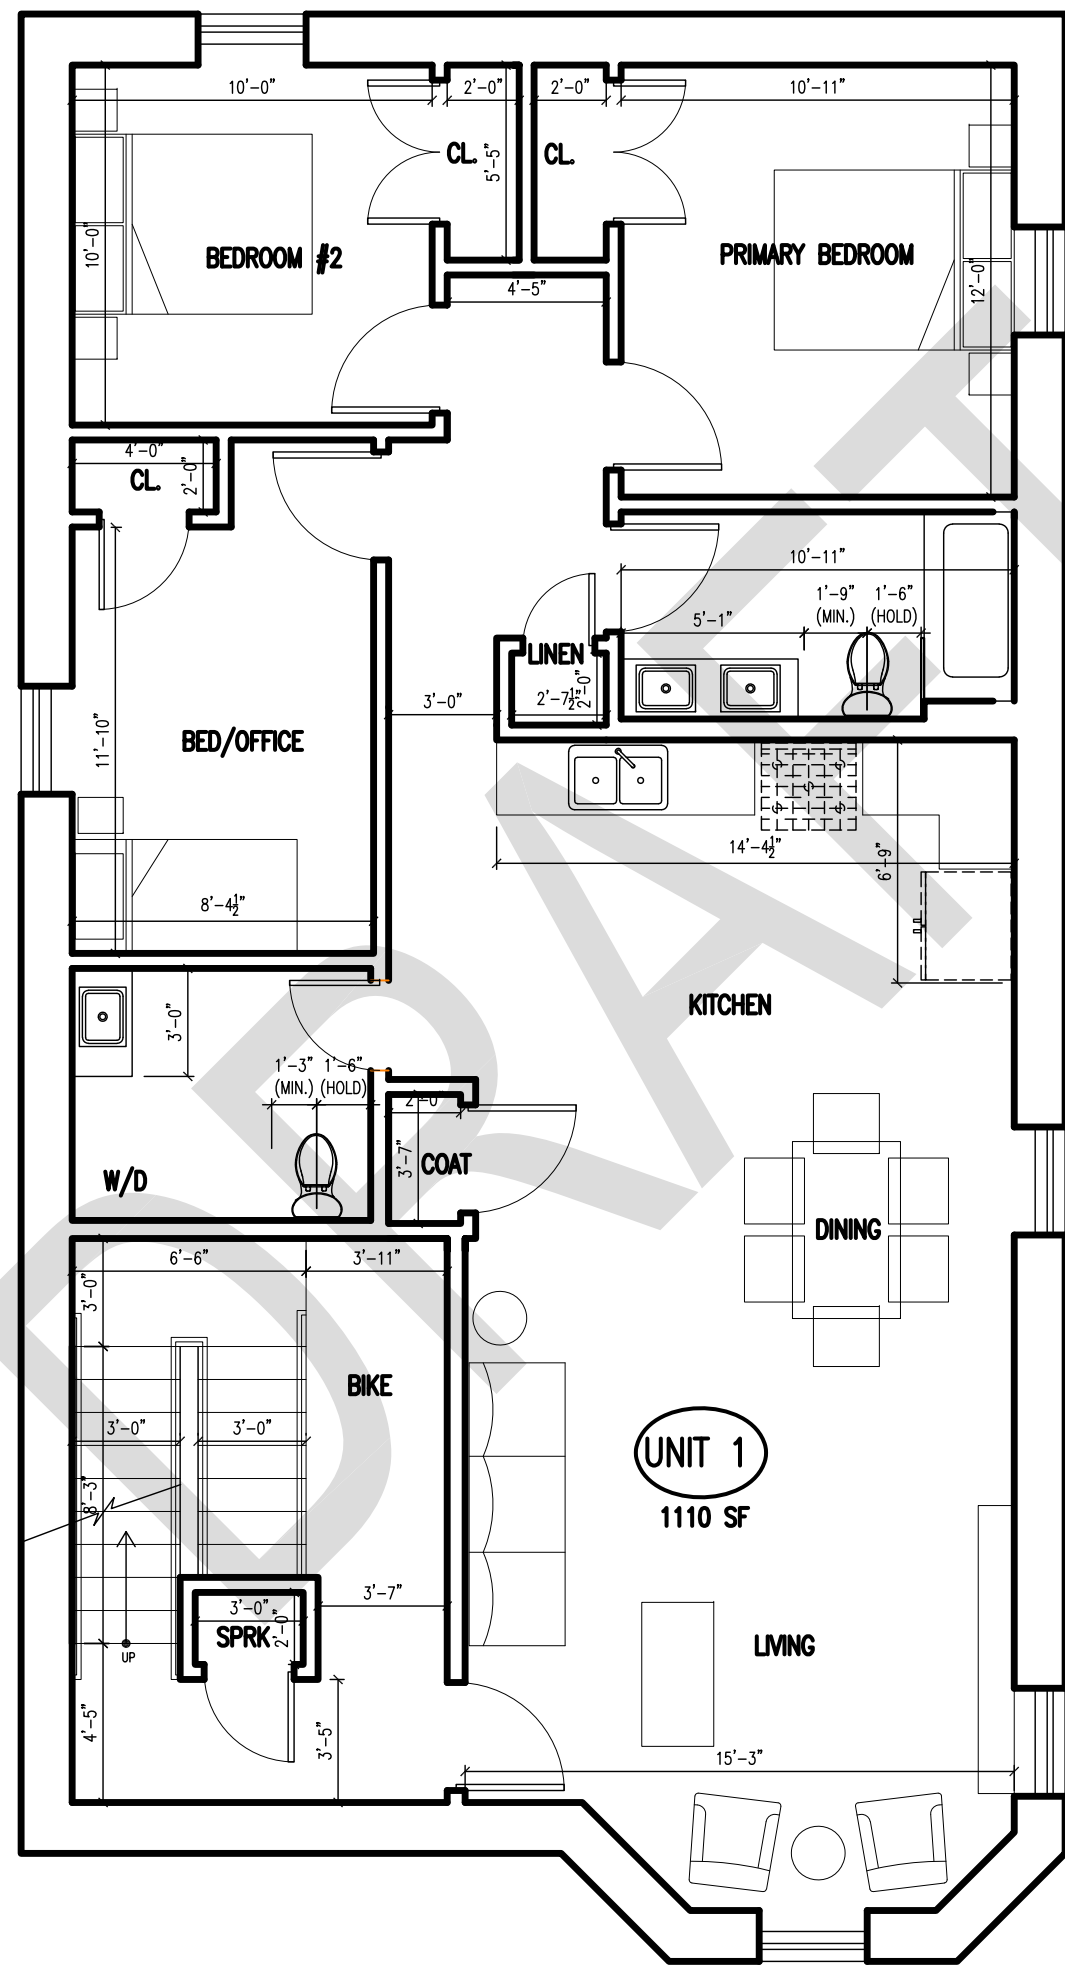 10'-0"
2'-0"
2'-0"
10'-11"
CL.
5'-5"
CL.
BEDROOM #2
10'-0"
PRIMARY BEDROOM
12'-0"
4'-5"
4'-0"
2'-0"
CL.
10'-11"
1'-9"
(MIN.)
1'-6"
(HOLD)
5'-1"
LINEN
2'-7½"
2'-0"
3'-0"
11'-10"
BED/OFFICE
14'-4½"
6'-9"
8'-4½"
KITCHEN
3'-0"
1'-3"
(MIN.)
1'-6"
(HOLD)
2'-0"
3'-7"
COAT
W/D
DINING
6'-6"
3'-11"
3'-0"
BIKE
3'-0"
3'-0"
8'-3"
UNIT 1
1110 SF
3'-7"
3'-0"
2'-0"
SPRK
UP
LIVING
4'-5"
3'-5"
15'-3"
DRAFT